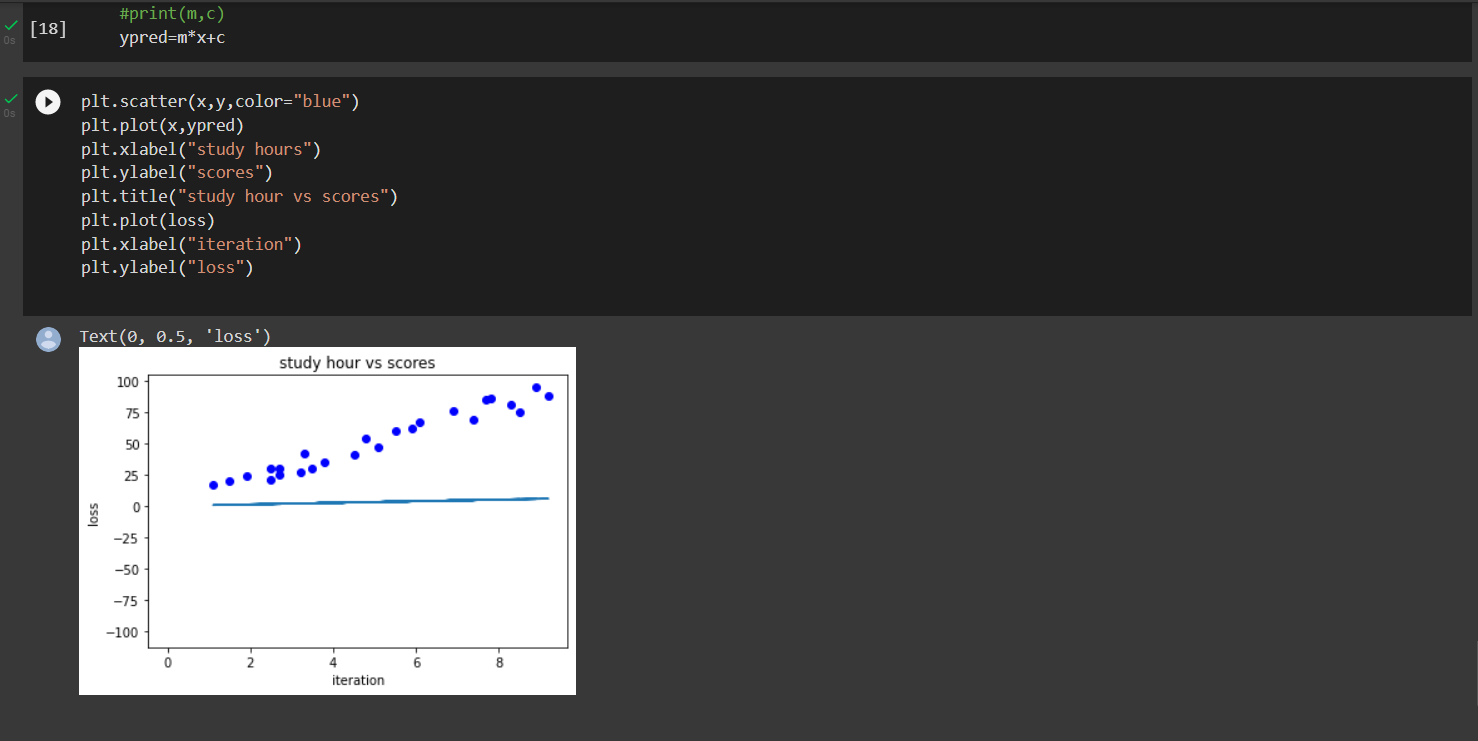 #print(m,c)
[18]
0s
ypred=m*x+c
0s
plt.scatter(x,y,color="blue")
plt.plot(x,ypred)
plt.xlabel("study hours")
plt.ylabel("scores")
plt.title("study hour vs scores")
plt.plot(loss)
plt.xlabel("iteration")
plt.ylabel("loss")
Text(0, 0.5, 'loss')
study hour vs scores
100
75
50
25
0
−25
−50
−75
−100
loss
0 2 4 6 8
iteration